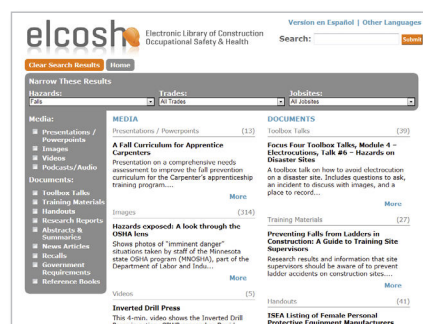 Version en Español | Other Languages
elcosh
Electronic Library of Construction
Occupational Safety & Health
Search:
Submit
Clear Search Results
Home
Narrow These Results
Hazards:
Trades:
Jobsites:
Falls
All Trades
All Jobsites
Media:
Presentations /
Powerpoints
Images
Videos
Podcasts/Audio
Documents:
Toolbox Talks
Training Materials
Handouts
Research Reports
Abstracts &
Summaries
News Articles
Recalls
Government
Requirements
Reference Books
MEDIA
Presentations / Powerpoints (13)
A Fall Curriculum for Apprentice
Carpenters
Presentation on a comprehensive needs
assessment to improve the fall prevention
curriculum for the Carpenter's apprenticeship
training program....
More
Images (314)
Hazards exposed: A look through the
OSHA lens
Shows photos of "imminent danger"
situations taken by staff of the Minnesota
state OSHA program (MNOSHA), part of the
Department of Labor and Indu...
More
Videos (5)
Inverted Drill Press
This 4-min. video shows the Inverted Drill
DOCUMENTS
Toolbox Talks (39)
Focus Four Toolbox Talks, Module 4 –
Electrocutions, Talk #6 – Hazards on
Disaster Sites
A toolbox talk on how to avoid electrocution
on a disaster site. Includes questions to ask,
an incident to discuss with images, and a
place to record...
More
Training Materials (27)
Preventing Falls from Ladders in
Construction: A Guide to Training Site
Supervisors
Research results and information that site
supervisors should be aware of to prevent
ladder accidents on construction sites....
More
Handouts (41)
ISEA Listing of Female Personal
Protective Equipment Manufacturers